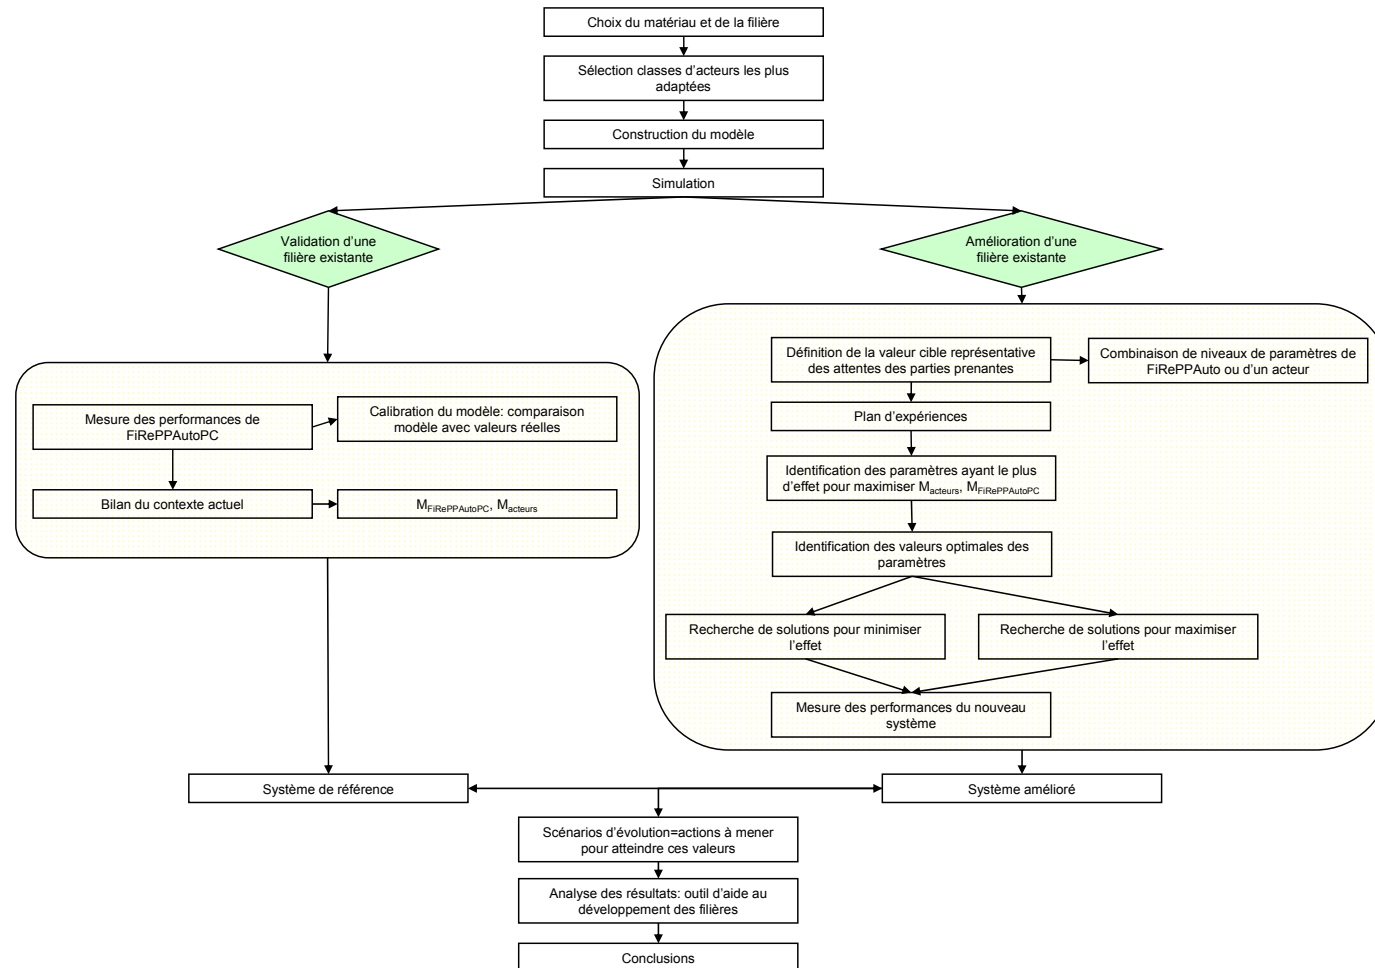 Choix du matériau et de la filière
Sélection classes d'acteurs les plus
adaptées
Construction du modèle
Simulation
Validation d'une
filière existante
Amélioration d'une
filière existante
Mesure des performances de
FiRePPAutoPC
Calibration du modèle: comparaison
modèle avec valeurs réelles
Bilan du contexte actuel
MFiRePPAutoPC, Macteurs
Définition de la valeur cible représentative
des attentes des parties prenantes
Combinaison de niveaux de paramètres de
FiRePPAuto ou d'un acteur
Plan d'expériences
Identification des paramètres ayant le plus
d'effet pour maximiser Macteurs, MFiRePPAutoPC
Identification des valeurs optimales des
paramètres
Recherche de solutions pour minimiser
l'effet
Recherche de solutions pour maximiser
l'effet
Mesure des performances du nouveau
système
Système de référence
Système amélioré
Scénarios d'évolution=actions à mener
pour atteindre ces valeurs
Analyse des résultats: outil d'aide au
développement des filières
Conclusions